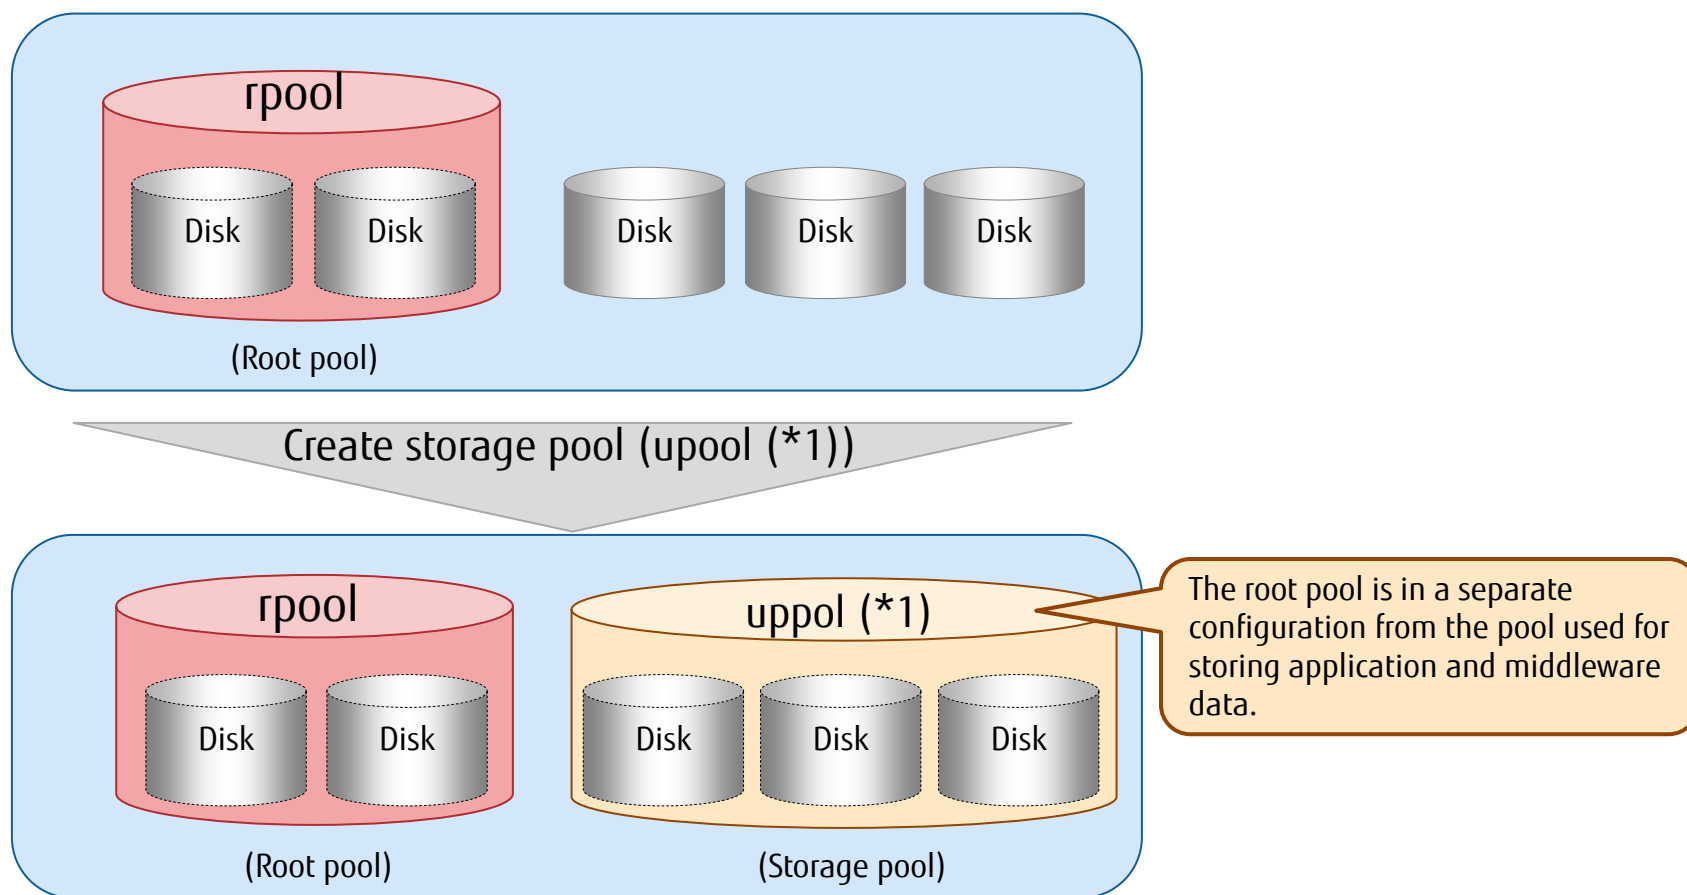 rpool
Disk
Disk
Disk
Disk
Disk
(Root pool)
Create storage pool (upool (*1))
rpool
uppol (*1)
The root pool is in a separate
configuration from the pool used for
storing application and middleware
data.
Disk
Disk
Disk
Disk
Disk
(Root pool)
(Storage pool)